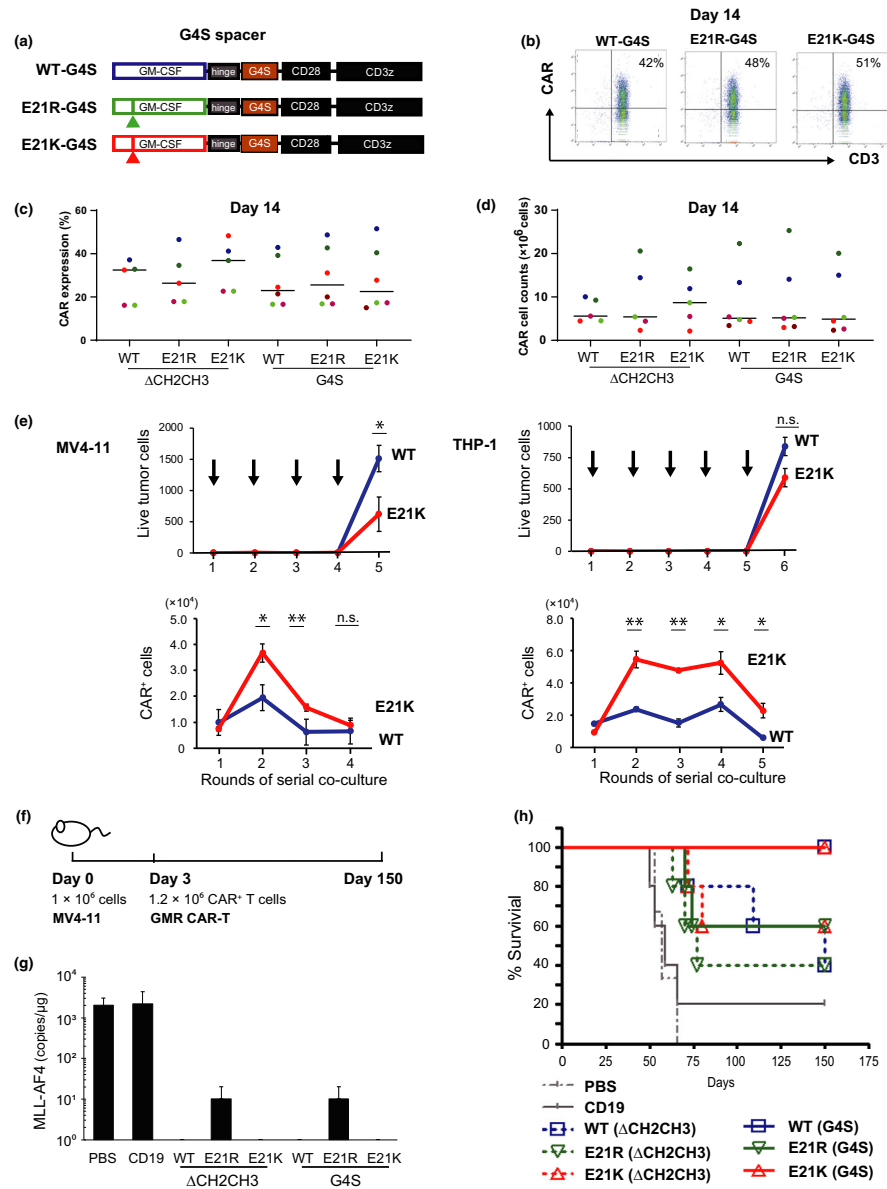 (a)
G4S spacer
WT-G4S
GM-CSF
hinge
G4S
CD28
CD3z
E21R-G4S
GM-CSF
hinge
G4S
CD28
CD3z
E21K-G4S
GM-CSF
hinge
G4S
CD28
CD3z
(b)
Day 14
WT-G4S
E21R-G4S
E21K-G4S
42%
48%
51%
CAR
CD3
(c)
Day 14
CAR expression (%)
60
40
20
0
WT
E21R
E21K
WT
E21R
E21K
ΔCH2CH3
G4S
(d)
Day 14
CAR cell counts (×10⁶ cells)
30
20
10
0
WT
E21R
E21K
WT
E21R
E21K
ΔCH2CH3
G4S
(e)
MV4-11
Live tumor cells
2000
1500
1000
500
0
*
WT
E21K
1 2 3 4 5
THP-1
Live tumor cells
1000
750
500
250
0
n.s.
WT
E21K
1 2 3 4 5 6
(×10⁴)
CAR⁺ cells
5.0
4.0
3.0
2.0
1.0
0
* ** n.s.
E21K
WT
1 2 3 4
Rounds of serial co-culture
(×10⁴)
CAR⁺ cells
8.0
6.0
4.0
2.0
0
** ** * *
E21K
WT
1 2 3 4 5
Rounds of serial co-culture
(f)
Day 0
1 × 10⁶ cells
MV4-11
Day 3
1.2 × 10⁶ CAR⁺ T cells
GMR CAR-T
Day 150
(g)
MLL-AF4 (copies/μg)
10⁴
10³
10²
10¹
10⁰
PBS
CD19
WT
E21R
E21K
WT
E21R
E21K
ΔCH2CH3
G4S
(h)
% Survivial
100
80
60
40
20
0
0 25 50 75 100 125 150 175
Days
PBS
CD19
WT (ΔCH2CH3)
E21R (ΔCH2CH3)
E21K (ΔCH2CH3)
WT (G4S)
E21R (G4S)
E21K (G4S)